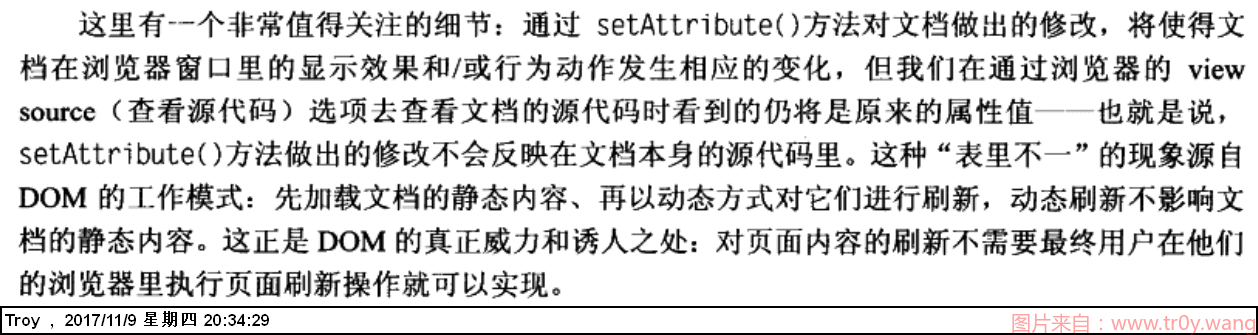 这里有一个非常值得关注的细节：通过 setAttribute()方法对文档做出的修改，将使得文
档在浏览器窗口里的显示效果和/或行为动作发生相应的变化，但我们在通过浏览器的 view
source（查看源代码）选项去查看文档的源代码时看到的仍将是原来的属性值——也就是说，
setAttribute()方法做出的修改不会反映在文档本身的源代码里。这种“表里不一”的现象源自
DOM 的工作模式：先加载文档的静态内容、再以动态方式对它们进行刷新，动态刷新不影响文
档的静态内容。这正是 DOM 的真正威力和诱人之处：对页面内容的刷新不需要最终用户在他们
的浏览器里执行页面刷新操作就可以实现。
Troy , 2017/11/9 星期四 20:34:29
图片来自：www.tr0y.wang